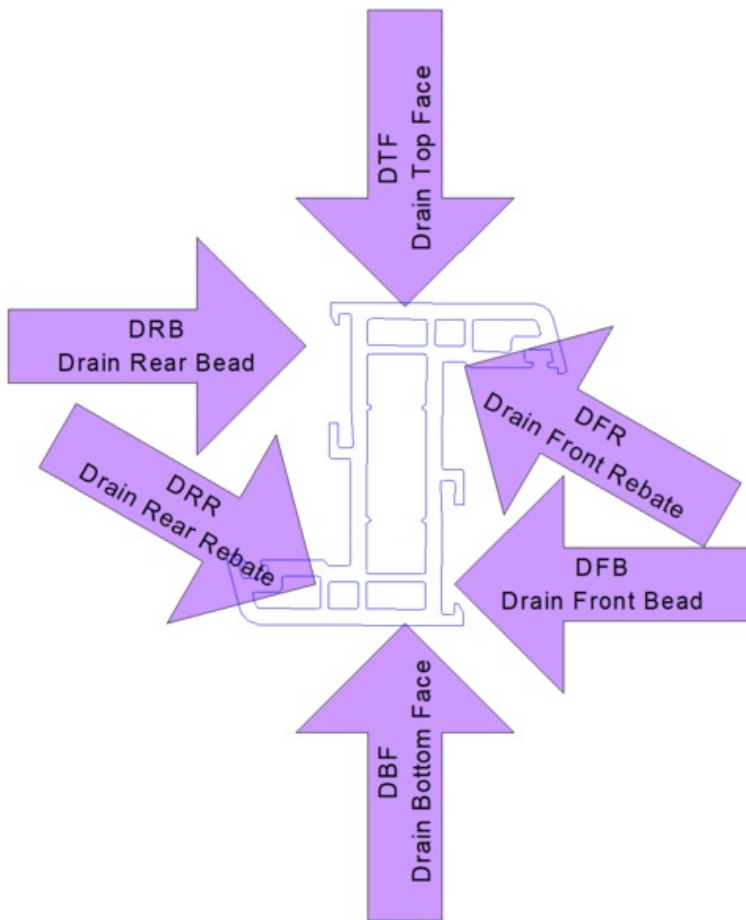 DTF
Drain Top Face
DRB
Drain Rear Bead
DFR
Drain Front Rebate
DRR
Drain Rear Rebate
DFB
Drain Front Bead
DBF
Drain Bottom Face